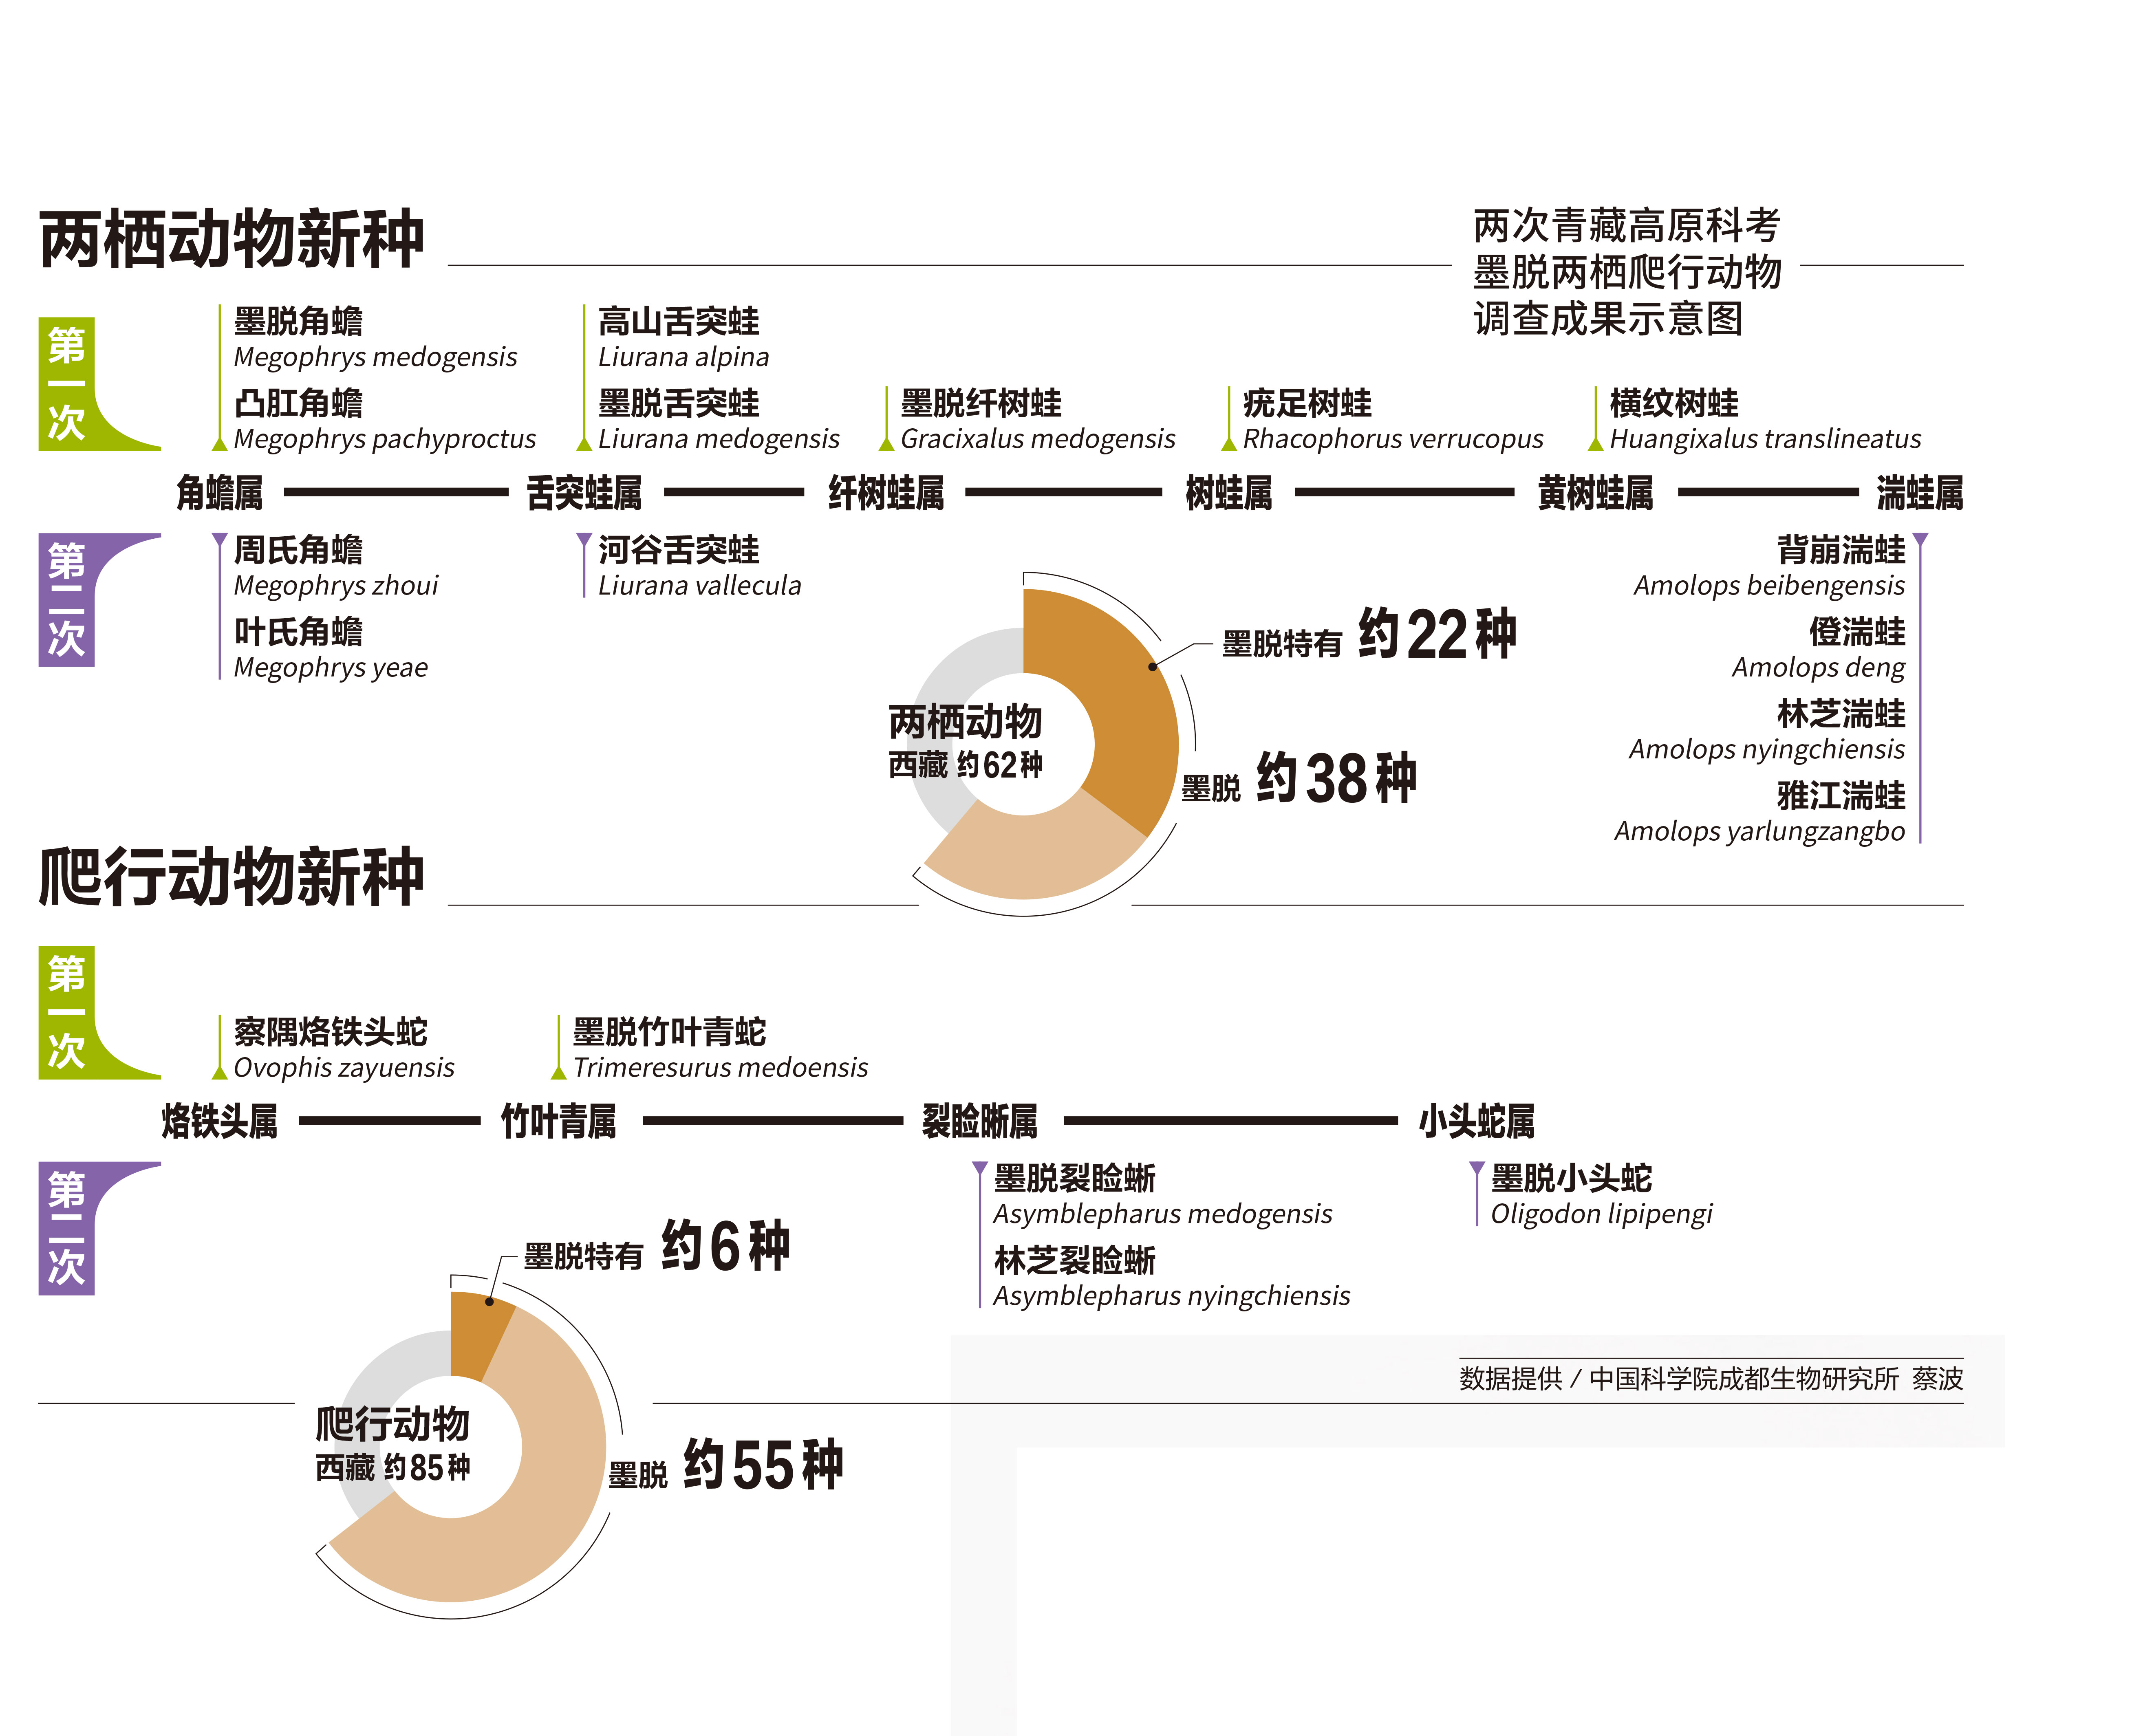 两栖动物新种
两次青藏高原科考
墨脱两栖爬行动物
调查成果示意图
第一次
墨脱角蟾
Megophrys medogensis
凸肛角蟾
Megophrys pachyproctus
高山舌突蛙
Liurana alpina
墨脱舌突蛙
Liurana medogensis
墨脱纤树蛙
Gracixalus medogensis
疣足树蛙
Rhacophorus verrucopus
横纹树蛙
Huangixalus translineatus
角蟾属 舌突蛙属 纤树蛙属 树蛙属 黄树蛙属 湍蛙属
第二次
周氏角蟾
Megophrys zhoui
叶氏角蟾
Megophrys yeae
河谷舌突蛙
Liurana vallecula
背崩湍蛙
Amolops beibengensis
僜湍蛙
Amolops deng
林芝湍蛙
Amolops nyingchiensis
雅江湍蛙
Amolops yarlungzangbo
墨脱特有 约22种
两栖动物
西藏 约62种
墨脱 约38种
爬行动物新种
第一次
察隅烙铁头蛇
Ovophis zayuensis
墨脱竹叶青蛇
Trimeresurus medoensis
烙铁头属 竹叶青属 裂睑晰属 小头蛇属
第二次
墨脱裂睑蜥
Asymblepharus medogensis
林芝裂睑蜥
Asymblepharus nyingchiensis
墨脱小头蛇
Oligodon lipipengi
墨脱特有 约6种
爬行动物
西藏 约85种
墨脱 约55种
数据提供 / 中国科学院成都生物研究所 蔡波